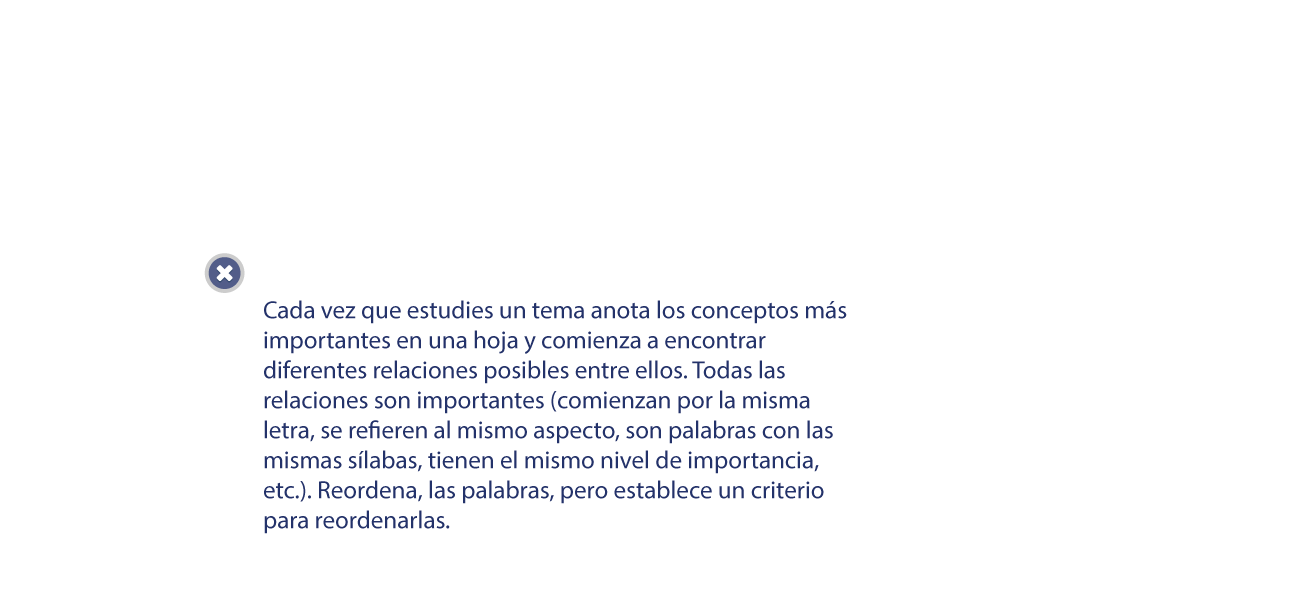 Cada vez que estudies un tema anota los conceptos más
importantes en una hoja y comienza a encontrar
diferentes relaciones posibles entre ellos. Todas las
relaciones son importantes (comienzan por la misma
letra, se refieren al mismo aspecto, son palabras con las
mismas sílabas, tienen el mismo nivel de importancia,
etc.). Reordena, las palabras, pero establece un criterio
para reordenarlas.